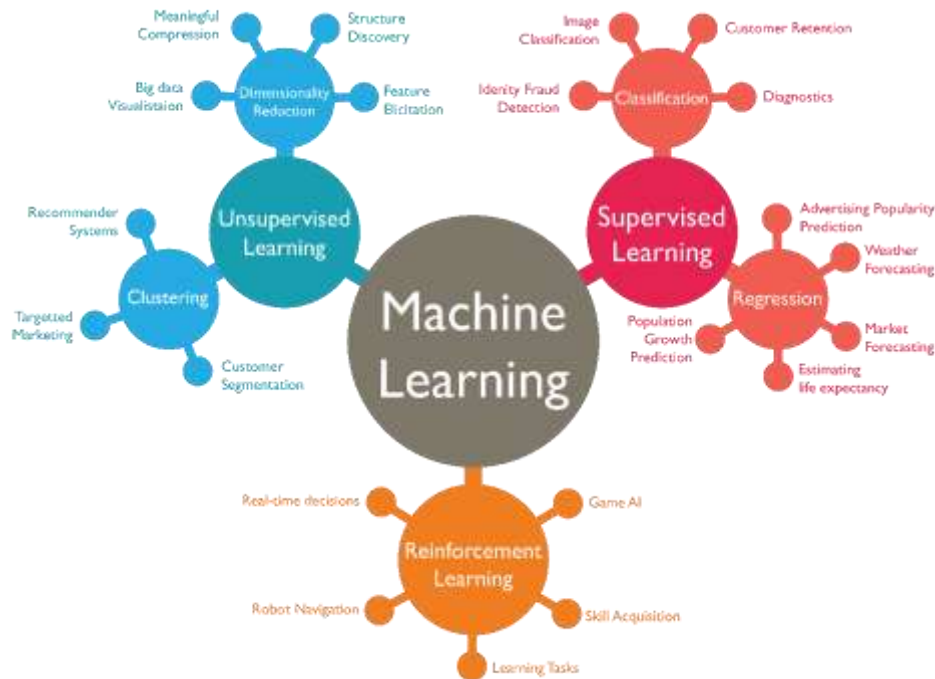 Meaningful
Compression
Structure
Discovery
Big data
Visualistaion
Dimensionality
Reduction
Feature
Elicitation
Unsupervised
Learning
Recommender
Systems
Clustering
Targetted
Marketing
Customer
Segmentation
Machine
Learning
Image
Classification
Customer Retention
Idenity Fraud
Detection
Classification
Diagnostics
Supervised
Learning
Advertising Popularity
Prediction
Weather
Forecasting
Regression
Population
Growth
Prediction
Market
Forecasting
Estimating
life expectancy
Real-time decisions
Game AI
Reinforcement
Learning
Robot Navigation
Skill Acquisition
Learning Tasks